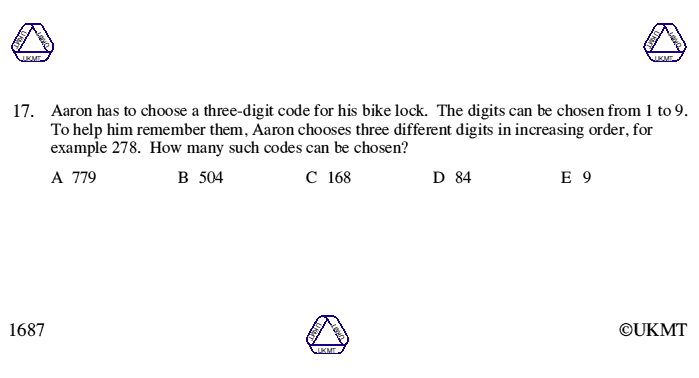 UKMT UKMT UKMT
UKMT UKMT UKMT
17. Aaron has to choose a three-digit code for his bike lock. The digits can be chosen from 1 to 9.
To help him remember them, Aaron chooses three different digits in increasing order, for
example 278. How many such codes can be chosen?
A 779 B 504 C 168 D 84 E 9
1687
UKMT UKMT UKMT
©UKMT